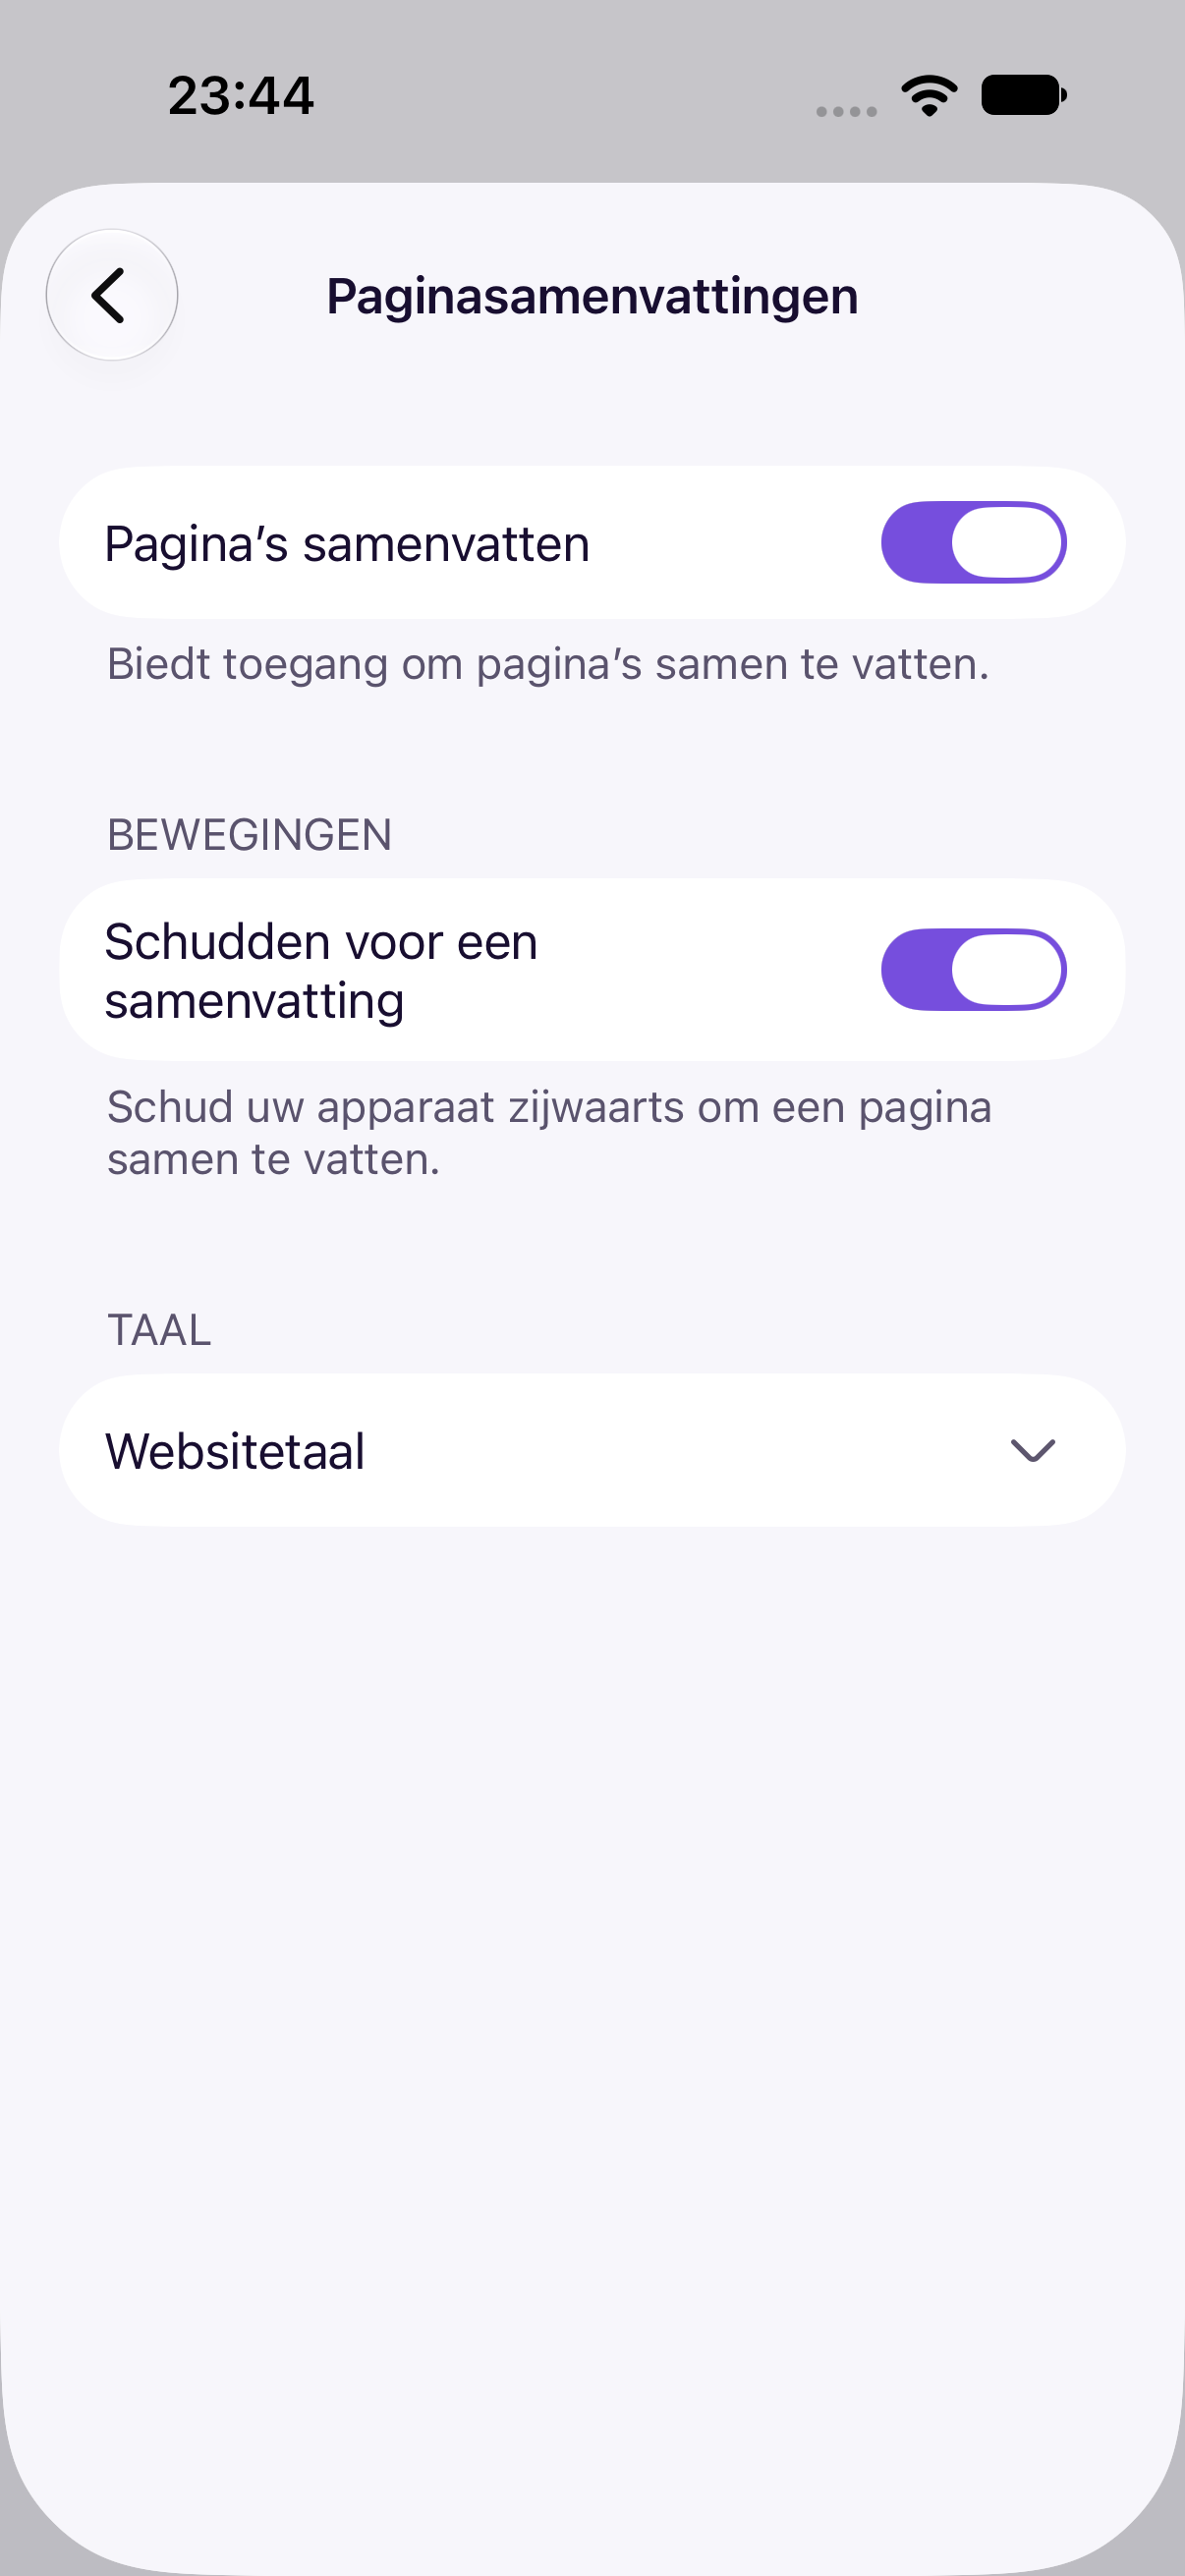 23:44
Paginasamenvattingen
Pagina’s samenvatten
Biedt toegang om pagina’s samen te vatten.
BEWEGINGEN
Schudden voor een
samenvatting
Schud uw apparaat zijwaarts om een pagina
samen te vatten.
TAAL
Websitetaal